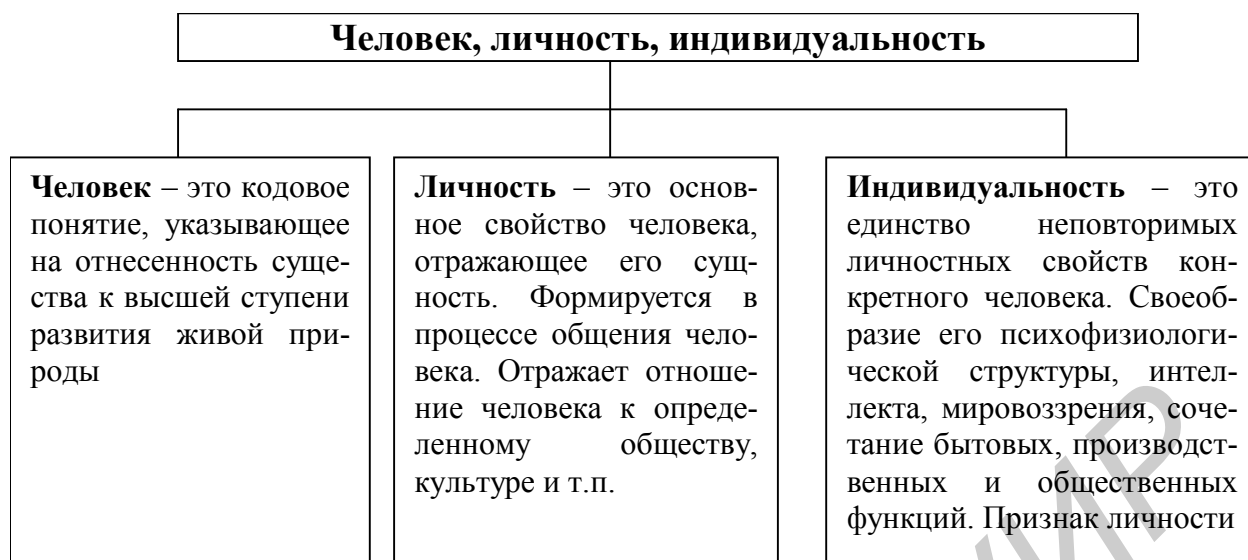 Человек, личность, индивидуальность
Человек – это кодовое
понятие, указывающее
на отнесенность суще-
ства к высшей ступени
развития живой при-
роды
Личность – это основ-
ное свойство человека,
отражающее его сущ-
ность. Формируется в
процессе общения чело-
века. Отражает отноше-
ние человека к опреде-
ленному обществу,
культуре и т.п.
Индивидуальность – это
единство неповторимых
личностных свойств кон-
кретного человека. Своеоб-
разие его психофизиологи-
ческой структуры, интел-
лекта, мировоззрения, соче-
тание бытовых, производст-
венных и общественных
функций. Признак личности